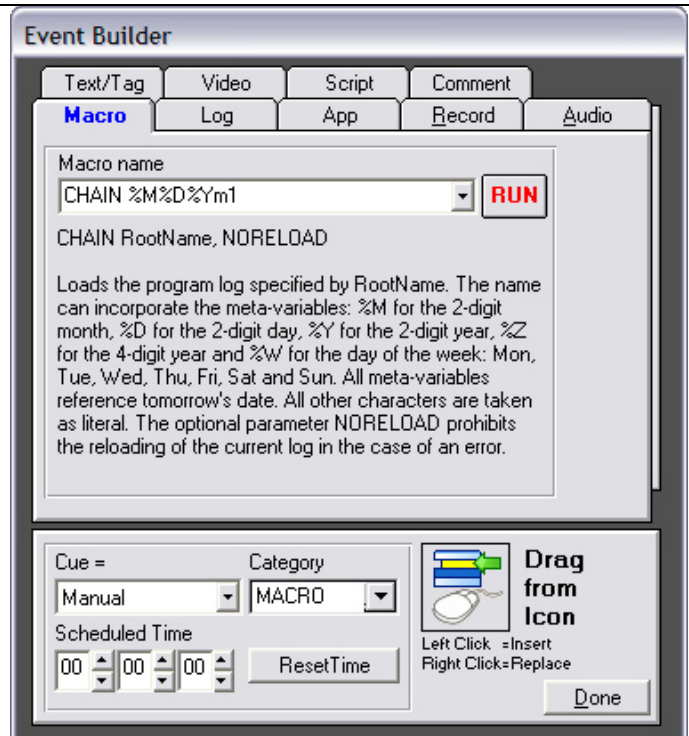 Event Builder
Text/Tag Video Script Comment
Macro Log App Record Audio
Macro name
CHAIN %M%D%Ym1
RUN
CHAIN RootName, NORELOAD
Loads the program log specified by RootName. The name
can incorporate the meta-variables: %M for the 2-digit
month, %D for the 2-digit day, %Y for the 2-digit year, %Z
for the 4-digit year and %W for the day of the week: Mon,
Tue, Wed, Thu, Fri, Sat and Sun. All meta-variables
reference tomorrow's date. All other characters are taken
as literal. The optional parameter NORELOAD prohibits
the reloading of the current log in the case of an error.
Cue = Category
Manual MACRO
Scheduled Time
00 00 00 ResetTime
Drag
from
Icon
Left Click =Insert
Right Click=Replace
Done